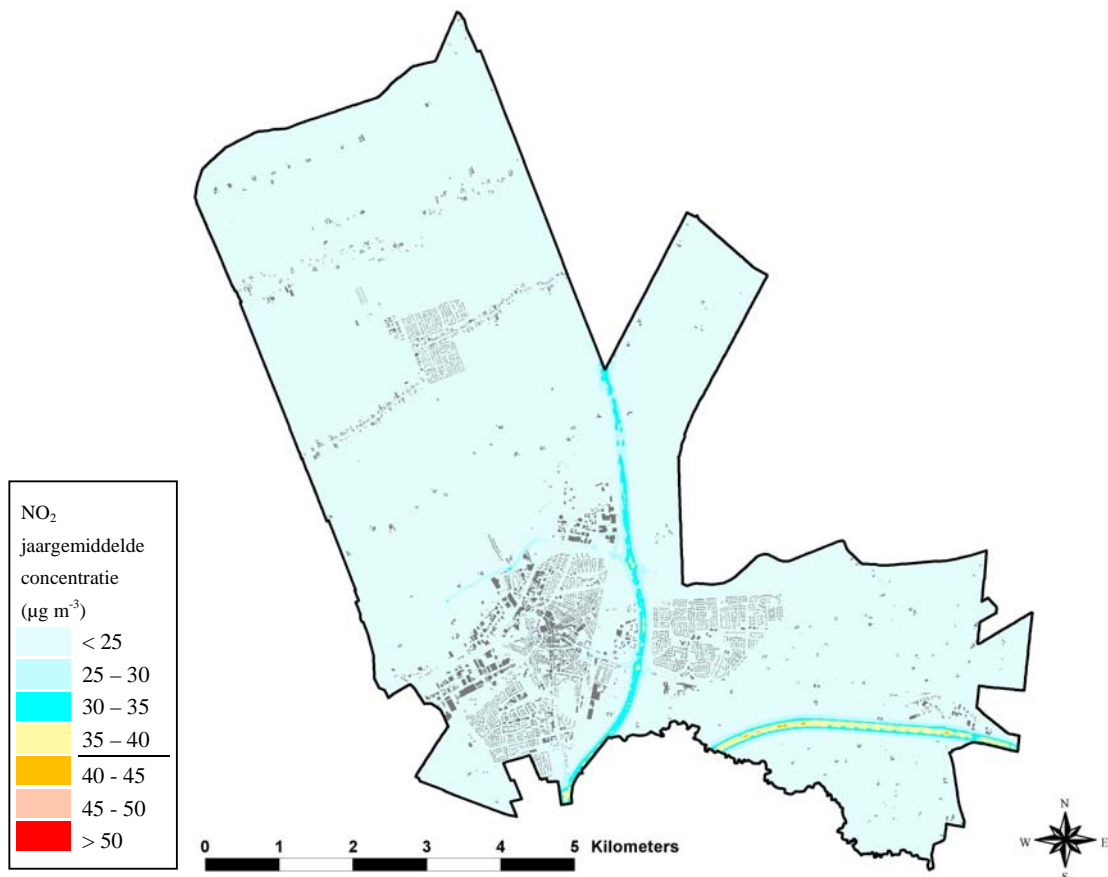 NO₂
jaargemiddelde
concentratie
(µg m⁻³)
< 25
25 – 30
30 – 35
35 – 40
40 - 45
45 - 50
> 50
0 1 2 3 4 5 Kilometers
N
W E
S